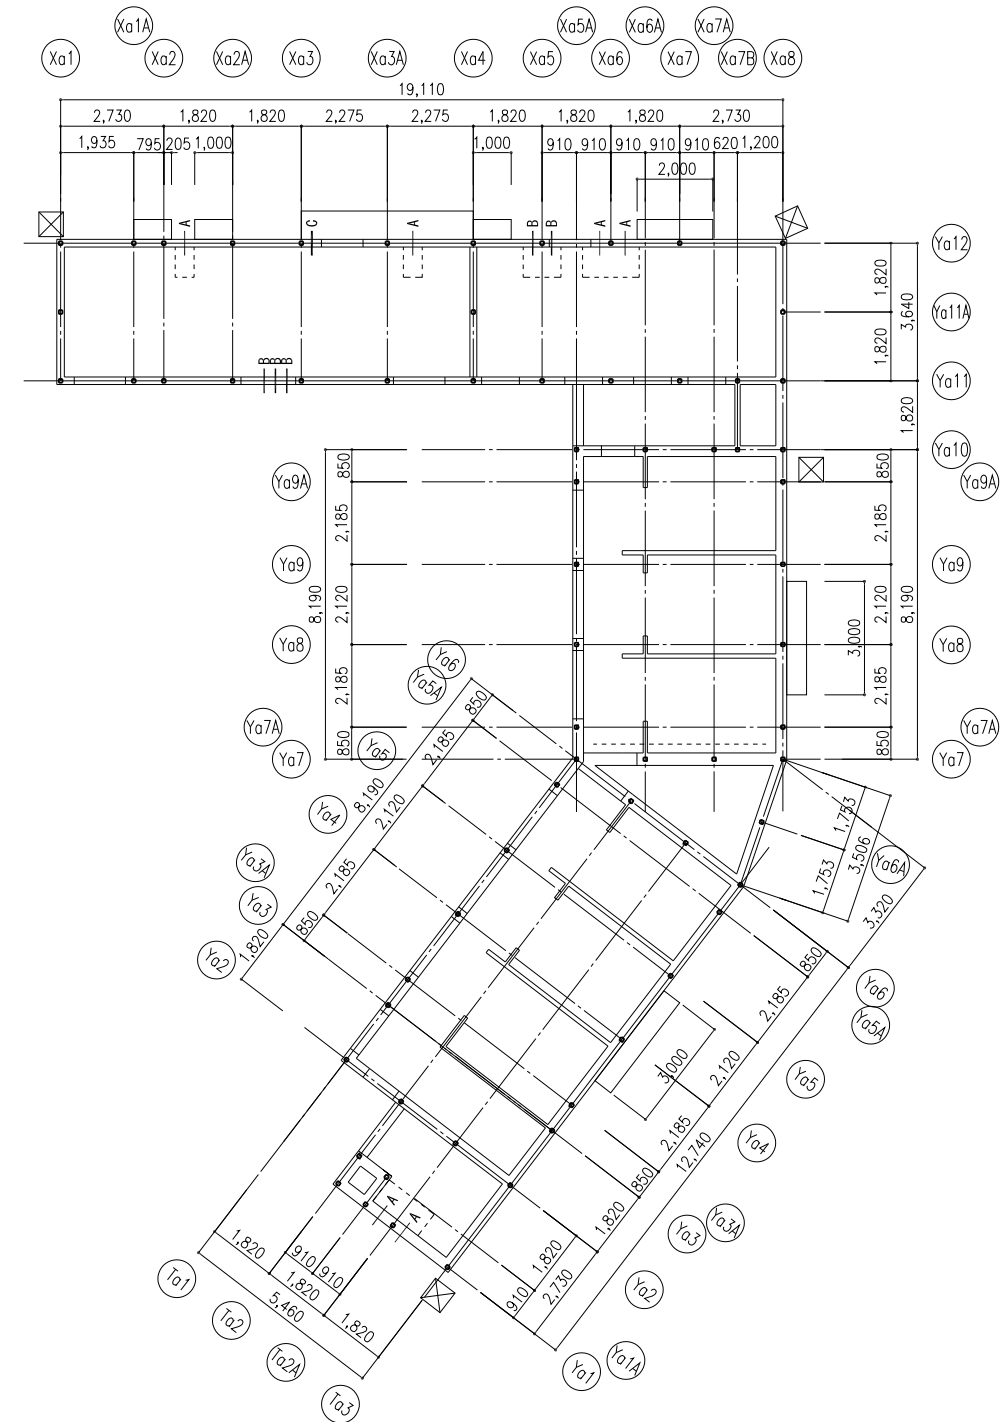 Xa1A Xa5A Xa6A Xa7A
Xa1 Xa2 Xa2A Xa3 Xa3A Xa4 Xa5 Xa6 Xa7 Xa7B Xa8
19,110
2,730 1,820 1,820 2,275 2,275 1,820 1,820 1,820 2,730
1,935 795 205 1,000 1,000 910 910 910 910 910 620 1,200
2,000
A C A B B A A
Ya12
1,820
3,640
Ya11A
1,820
B B B
Ya11
1,820
Ya10
850 850
Ya9A Ya9A
2,185 2,185
Ya9 Ya9
8,190 2,120 2,120 8,190
3,000
Ya8 Ya8
2,185 2,185
Ya7A Ya7A
850 850
Ya7 Ya7
Ya6
Ya5A
850
2,185
Ya5
8,190
2,120
Ya4
2,185
Ya3A
850
Ya3
1,820
Ya2
1,753
3,506
1,753
Ya6A
3,320
850
Ya6
2,185
Ya5A
2,120
3,000
Ya5
2,185
12,740
Ya4
850
1,820
Ya3A
Ya3
1,820
2,730
Ya2
910
Ya1A
Ya1
A
A
1,820
910
910
1,820
5,460
1,820
Ta1
Ta2
Ta2A
Ta3